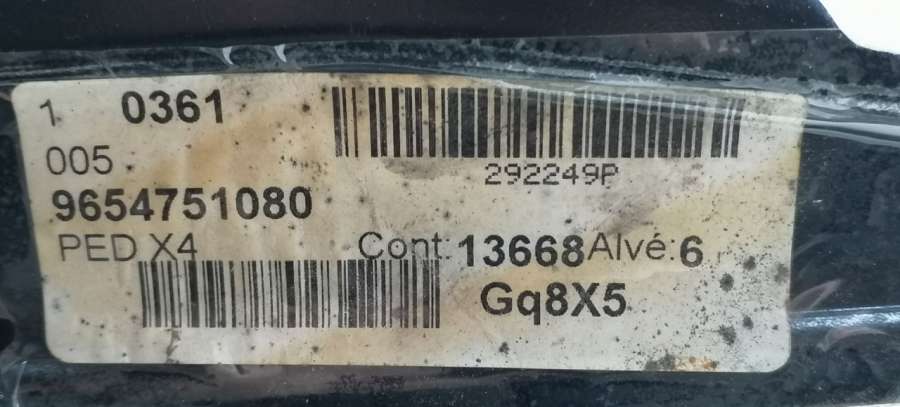 1 0361
005
292249P
9654751080
PED X4 Cont: 13668 Alvé: 6
Gq8X5